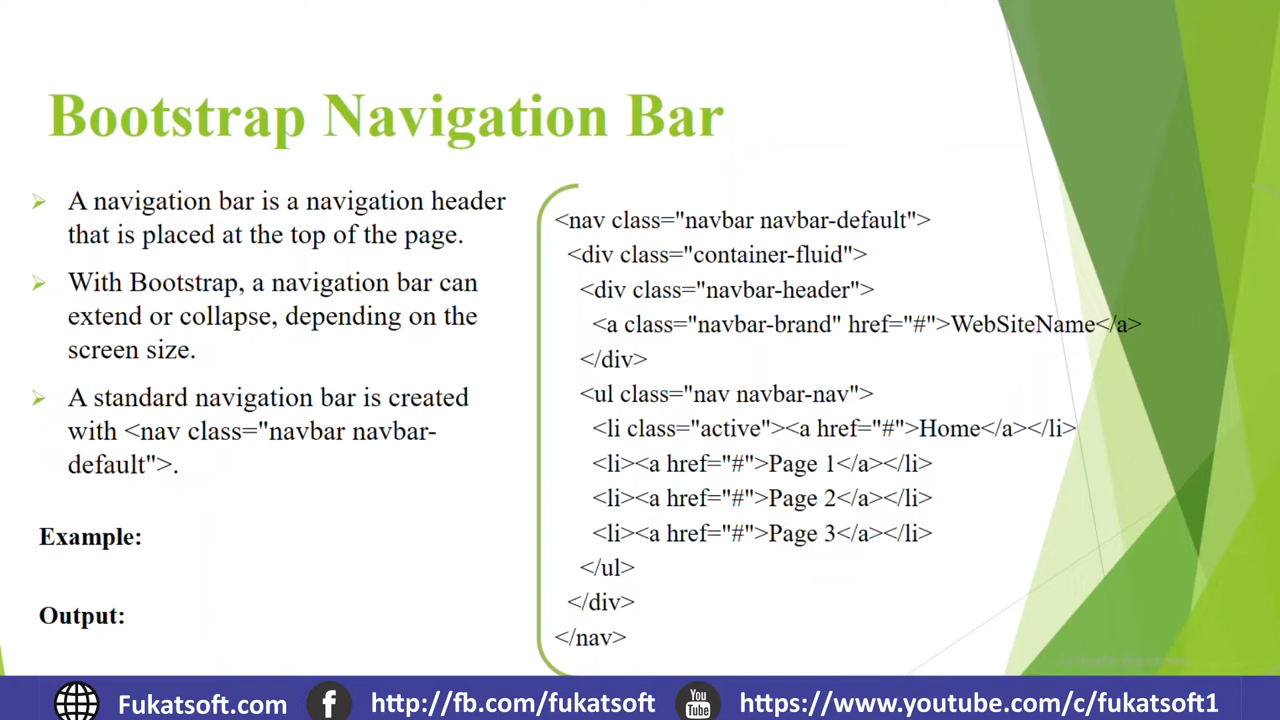 Bootstrap Navigation Bar
A navigation bar is a navigation header
that is placed at the top of the page.
With Bootstrap, a navigation bar can
extend or collapse, depending on the
screen size.
A standard navigation bar is created
with <nav class="navbar navbar-
default">.
Example:
Output:
<nav class="navbar navbar-default">
<div class="container-fluid">
<div class="navbar-header">
<a class="navbar-brand" href="#">WebSiteName</a>
</div>
<ul class="nav navbar-nav">
<li class="active"><a href="#">Home</a></li>
<li><a href="#">Page 1</a></li>
<li><a href="#">Page 2</a></li>
<li><a href="#">Page 3</a></li>
</ul>
</div>
</nav>
Activate Windows
Fukatsoft.com
f
http://fb.com/fukatsoft
You
Tube
https://www.youtube.com/c/fukatsoft1